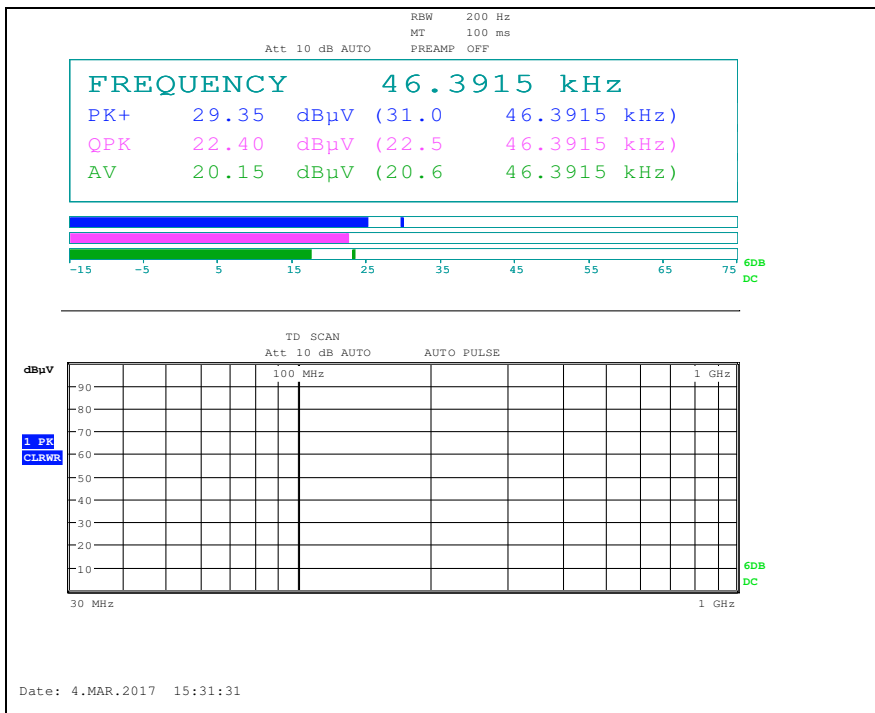 RBW 200 Hz
MT 100 ms
Att 10 dB AUTO PREAMP OFF
FREQUENCY 46.3915 kHz
PK+ 29.35 dBµV (31.0 46.3915 kHz)
QPK 22.40 dBµV (22.5 46.3915 kHz)
AV 20.15 dBµV (20.6 46.3915 kHz)
-15 -5 5 15 25 35 45 55 65 75
6DB
DC
TD SCAN
Att 10 dB AUTO AUTO PULSE
dBµV
100 MHz 1 GHz
90
80
70
1 PK
CLRWR
60
50
40
30
20
10
6DB
DC
30 MHz 1 GHz
Date: 4.MAR.2017 15:31:31